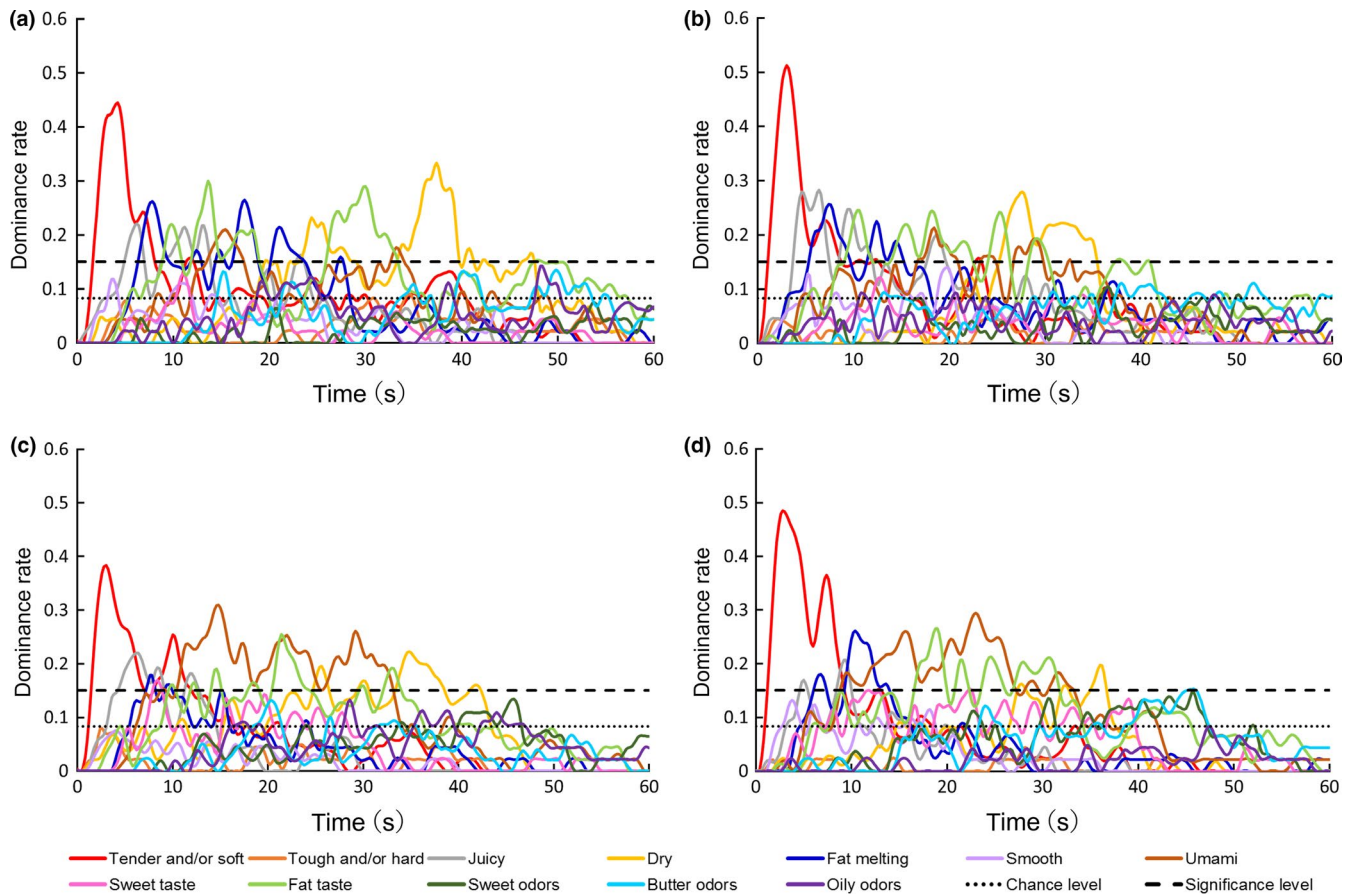 (a)
0.6
0.5
0.4
0.3
0.2
0.1
0
Dominance rate
0 10 20 30 40 50 60
Time (s)
(b)
0.6
0.5
0.4
0.3
0.2
0.1
0
Dominance rate
0 10 20 30 40 50 60
Time (s)
(c)
0.6
0.5
0.4
0.3
0.2
0.1
0
Dominance rate
0 10 20 30 40 50 60
Time (s)
(d)
0.6
0.5
0.4
0.3
0.2
0.1
0
Dominance rate
0 10 20 30 40 50 60
Time (s)
Tender and/or soft Tough and/or hard Juicy Dry Fat melting Smooth Umami
Sweet taste Fat taste Sweet odors Butter odors Oily odors Chance level Significance level